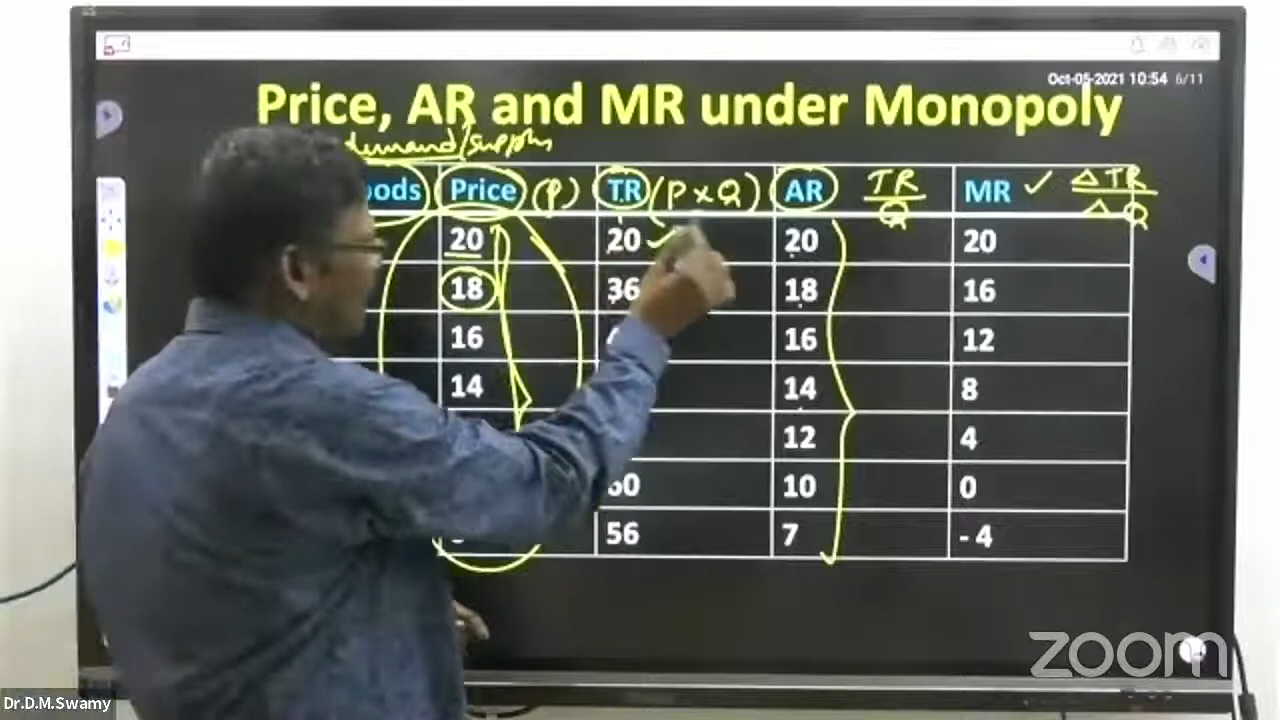 Oct-05-2021 10:54 6/11
Price, AR and MR under Monopoly
demand/supply
oods Price (P) TR (P x Q) AR TR/Q MR ✓ Δ TR/Δ Q
20 20 ✓ 20 20
18 36 18 16
16 16 12
14 14 8
12 4
60 10 0
56 7 - 4
zoom
Dr.D.M.Swamy